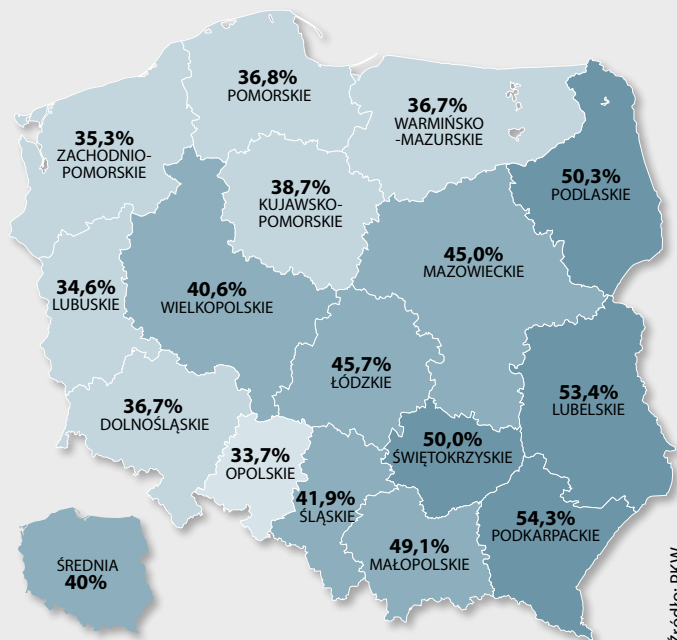 36,8%
POMORSKIE
36,7%
WARMIŃSKO
-MAZURSKIE
35,3%
ZACHODNIO-
POMORSKIE
50,3%
PODLASKIE
38,7%
KUJAWSKO-
POMORSKIE
45,0%
MAZOWIECKIE
34,6%
LUBUSKIE
40,6%
WIELKOPOLSKIE
45,7%
ŁÓDZKIE
53,4%
LUBELSKIE
36,7%
DOLNOŚLĄSKIE
33,7%
OPOLSKIE
50,0%
ŚWIĘTOKRZYSKIE
41,9%
ŚLĄSKIE
54,3%
PODKARPACKIE
49,1%
MAŁOPOLSKIE
ŚREDNIA
40%
źródło: PKW